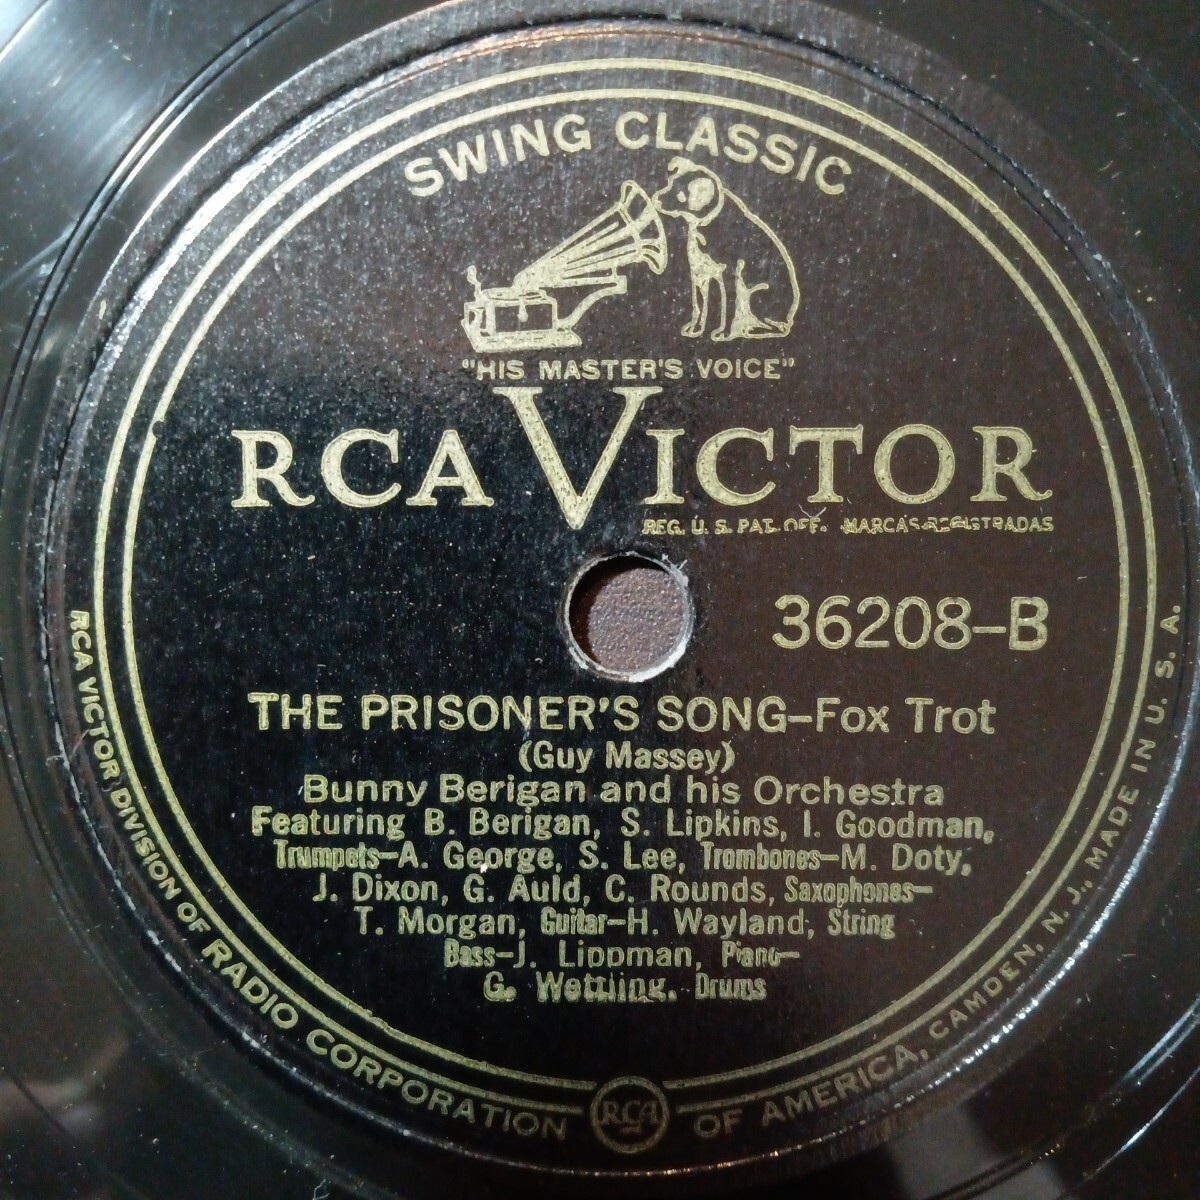 SWING CLASSIC
"HIS MASTER'S VOICE"
RCA VICTOR
REG. U. S. PAT. OFF. MARCAS REGISTRADAS
36208-B
THE PRISONER'S SONG-Fox Trot
(Guy Massey)
Bunny Berigan and his Orchestra
Featuring B. Berigan, S. Lipkins, I. Goodman,
Trumpets-A. George, S. Lee, Trombones-M. Doty,
J. Dixon, G. Auld, C. Rounds, Saxophones-
T. Morgan, Guitar-H. Wayland, String
Bass-J. Lippman, Piano-
G. Wettling, Drums
RCA VICTOR DIVISION OF RADIO CORPORATION OF AMERICA, CAMDEN, N. J., MADE IN U. S. A.
RCA